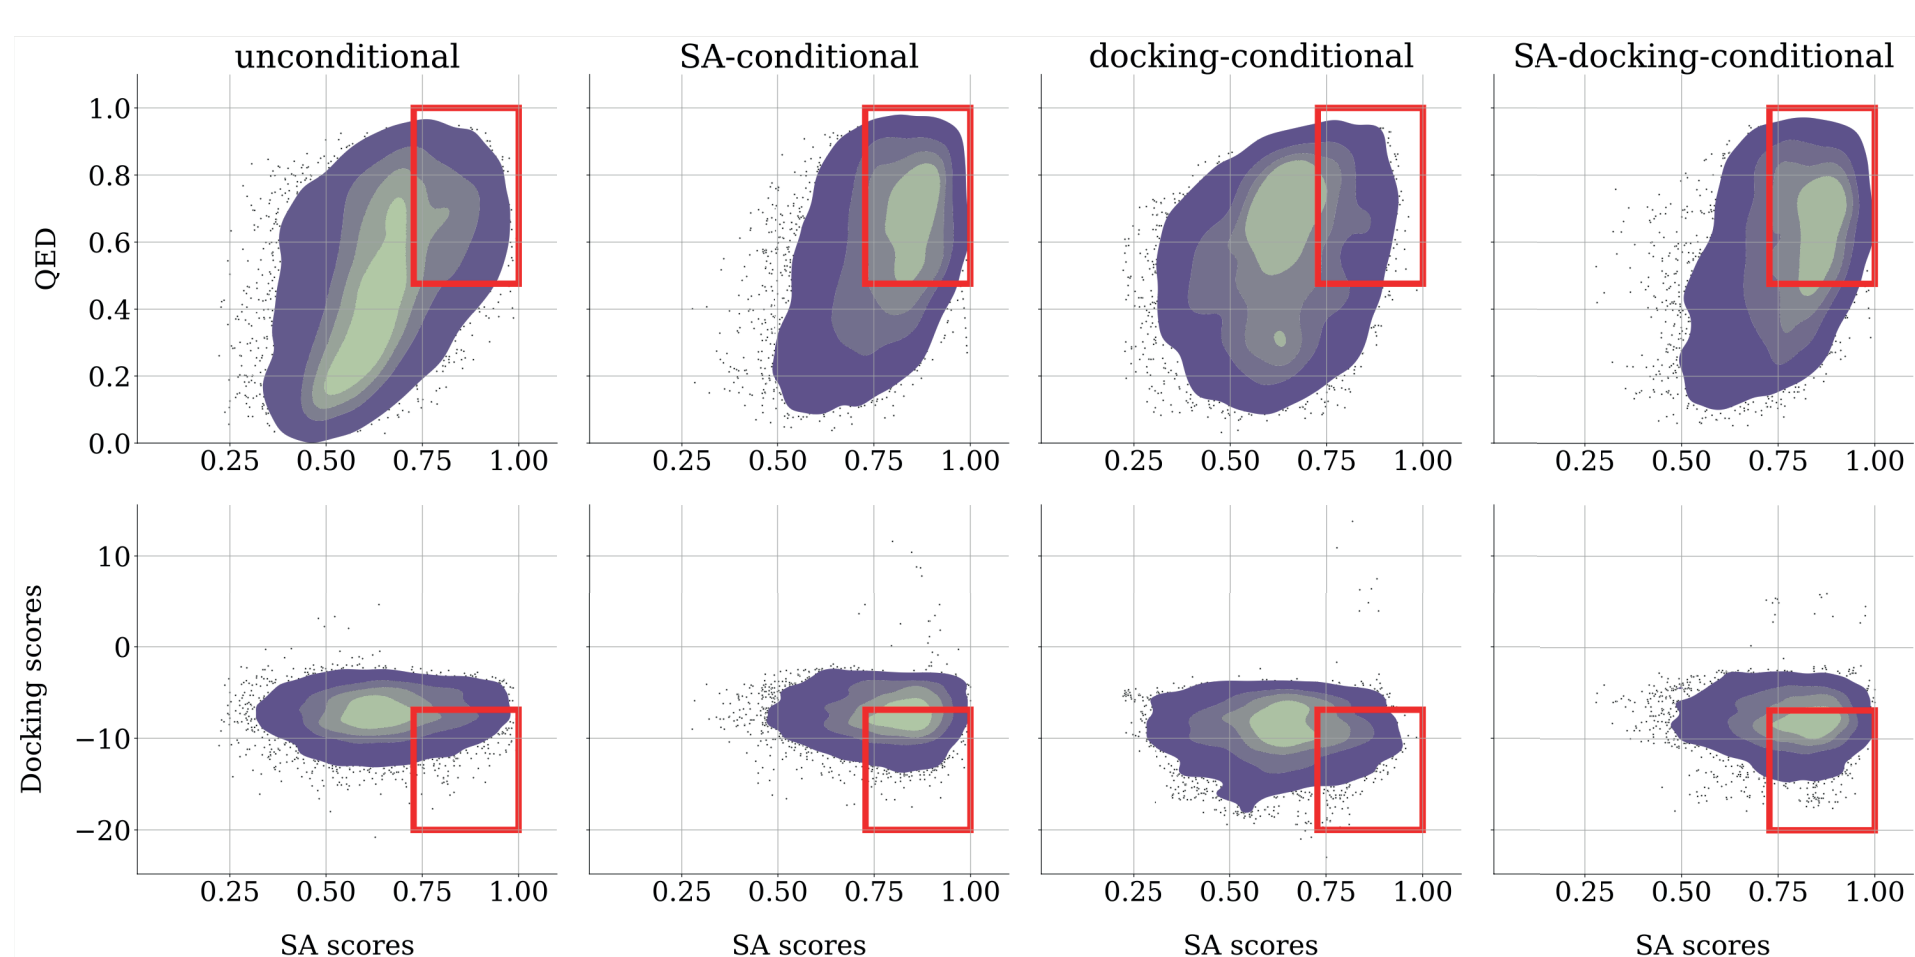 unconditional SA-conditional docking-conditional SA-docking-conditional
QED
1.0
0.8
0.6
0.4
0.2
0.0
0.25 0.50 0.75 1.00 0.25 0.50 0.75 1.00 0.25 0.50 0.75 1.00 0.25 0.50 0.75 1.00
Docking scores
10
0
−10
−20
0.25 0.50 0.75 1.00 0.25 0.50 0.75 1.00 0.25 0.50 0.75 1.00 0.25 0.50 0.75 1.00
SA scores SA scores SA scores SA scores